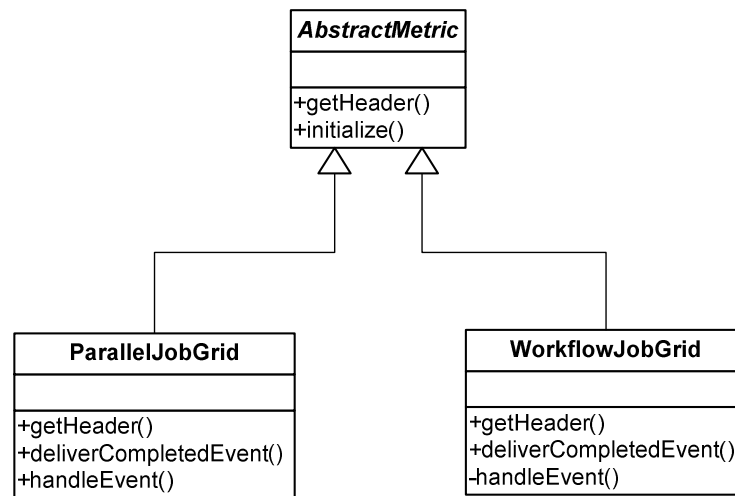 AbstractMetric
+getHeader()
+initialize()
ParallelJobGrid
+getHeader()
+deliverCompletedEvent()
+handleEvent()
WorkflowJobGrid
+getHeader()
+deliverCompletedEvent()
-handleEvent()